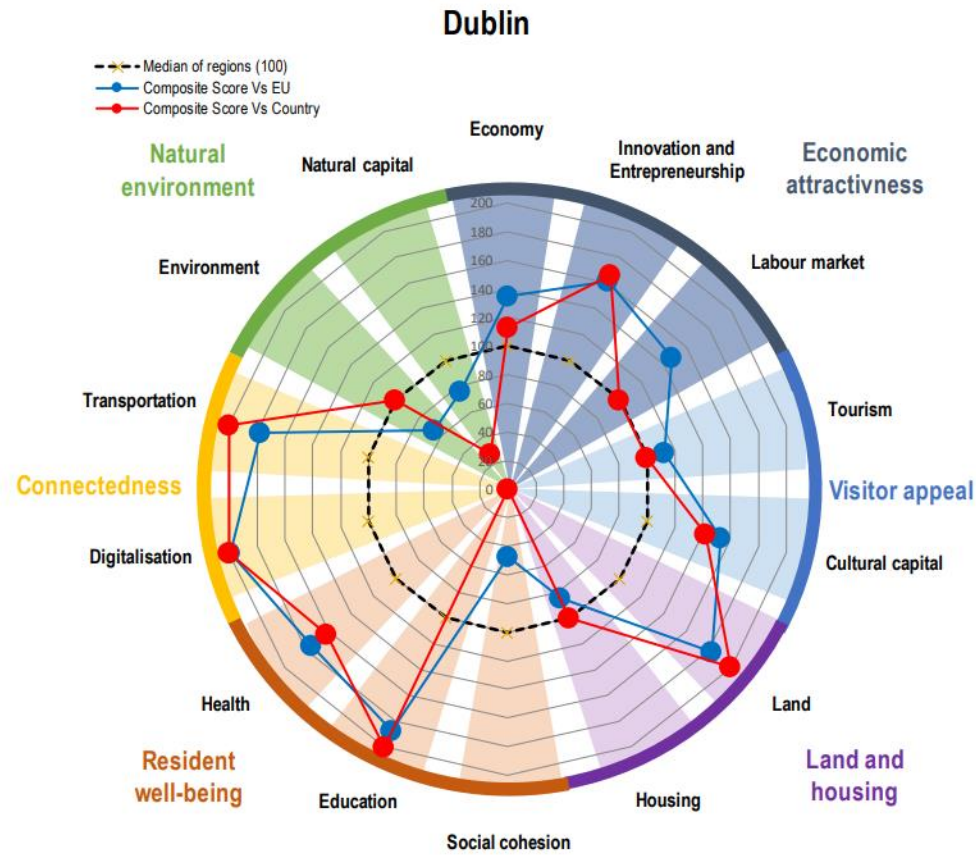 Dublin
Median of regions (100)
Composite Score Vs EU
Composite Score Vs Country
Economy
Natural
environment
Natural capital
Innovation and
Entrepreneurship
Economic
attractivness
Environment
Labour market
200
180
160
140
120
100
80
60
40
20
0
Transportation
Tourism
Connectedness
Visitor appeal
Digitalisation
Cultural capital
Health
Land
Resident
well-being
Land and
housing
Education
Housing
Social cohesion